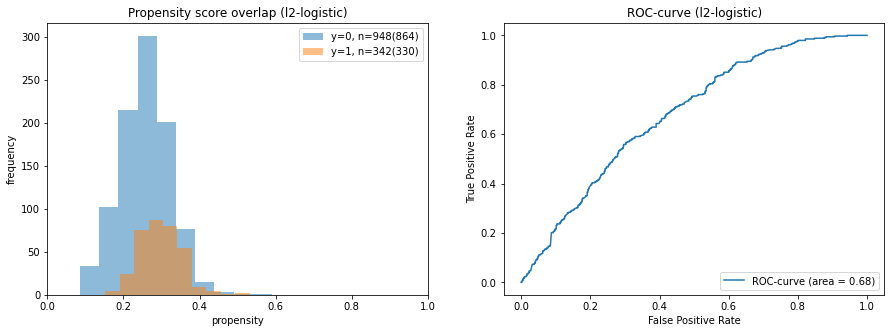 Propensity score overlap (l2-logistic)
y=0, n=948(864)
y=1, n=342(330)
frequency
300
250
200
150
100
50
0
0.0 0.2 0.4 0.6 0.8 1.0
propensity
ROC-curve (l2-logistic)
True Positive Rate
1.0
0.8
0.6
0.4
0.2
0.0
ROC-curve (area = 0.68)
0.0 0.2 0.4 0.6 0.8 1.0
False Positive Rate